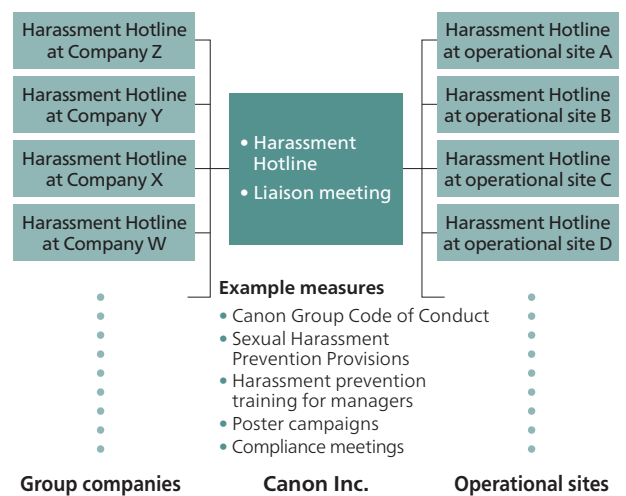 Harassment Hotline
at Company Z
Harassment Hotline
at Company Y
Harassment Hotline
at Company X
Harassment Hotline
at Company W
• Harassment
Hotline
• Liaison meeting
Harassment Hotline
at operational site A
Harassment Hotline
at operational site B
Harassment Hotline
at operational site C
Harassment Hotline
at operational site D
Example measures
• Canon Group Code of Conduct
• Sexual Harassment
Prevention Provisions
• Harassment prevention
training for managers
• Poster campaigns
• Compliance meetings
Group companies
Canon Inc.
Operational sites